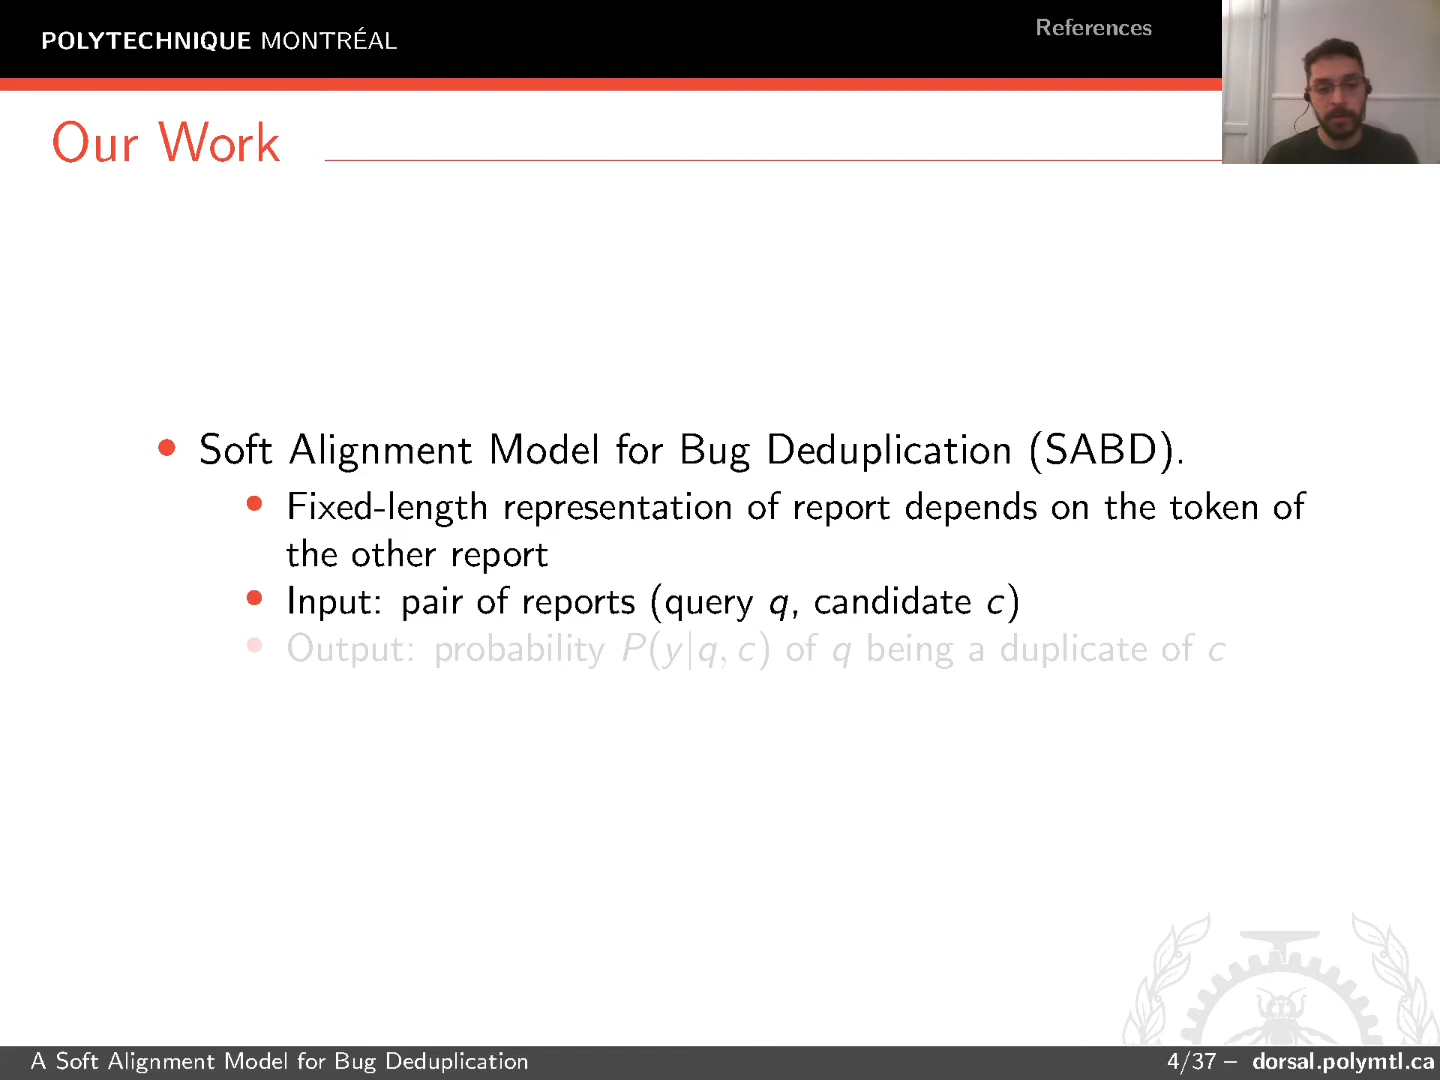 POLYTECHNIQUE MONTRÉAL
References
Our Work
• Soft Alignment Model for Bug Deduplication (SABD).
• Fixed-length representation of report depends on the token of
the other report
• Input: pair of reports (query q, candidate c)
• Output: probability P(y|q, c) of q being a duplicate of c
A Soft Alignment Model for Bug Deduplication
4/37 – dorsal.polymtl.ca